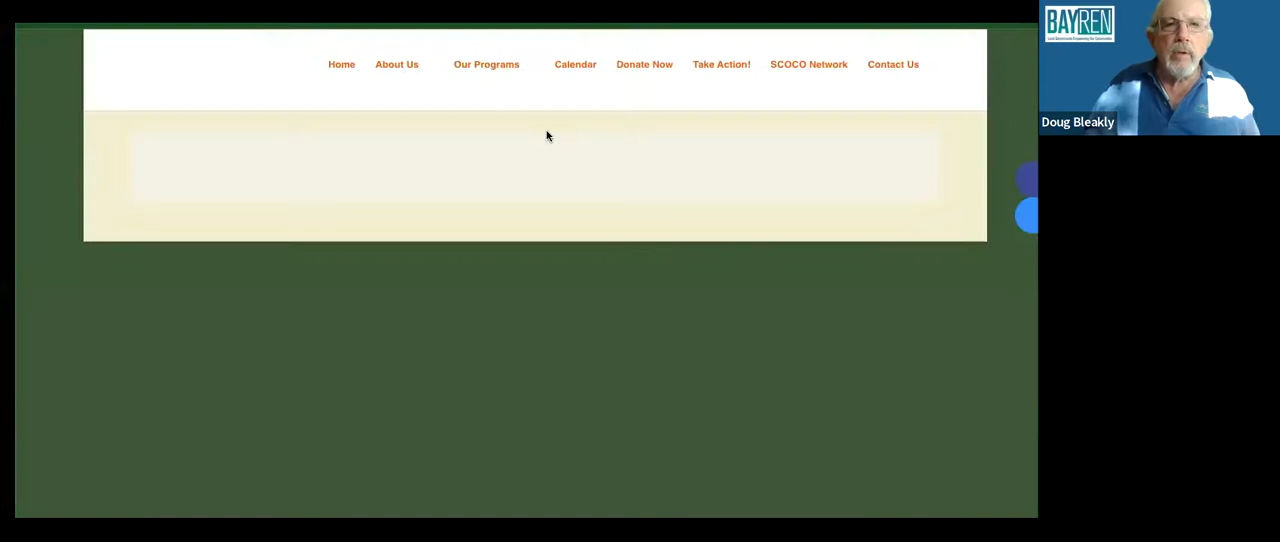 Home About Us Our Programs Calendar Donate Now Take Action! SCOCO Network Contact Us
BAYREN
Doug Bleakly